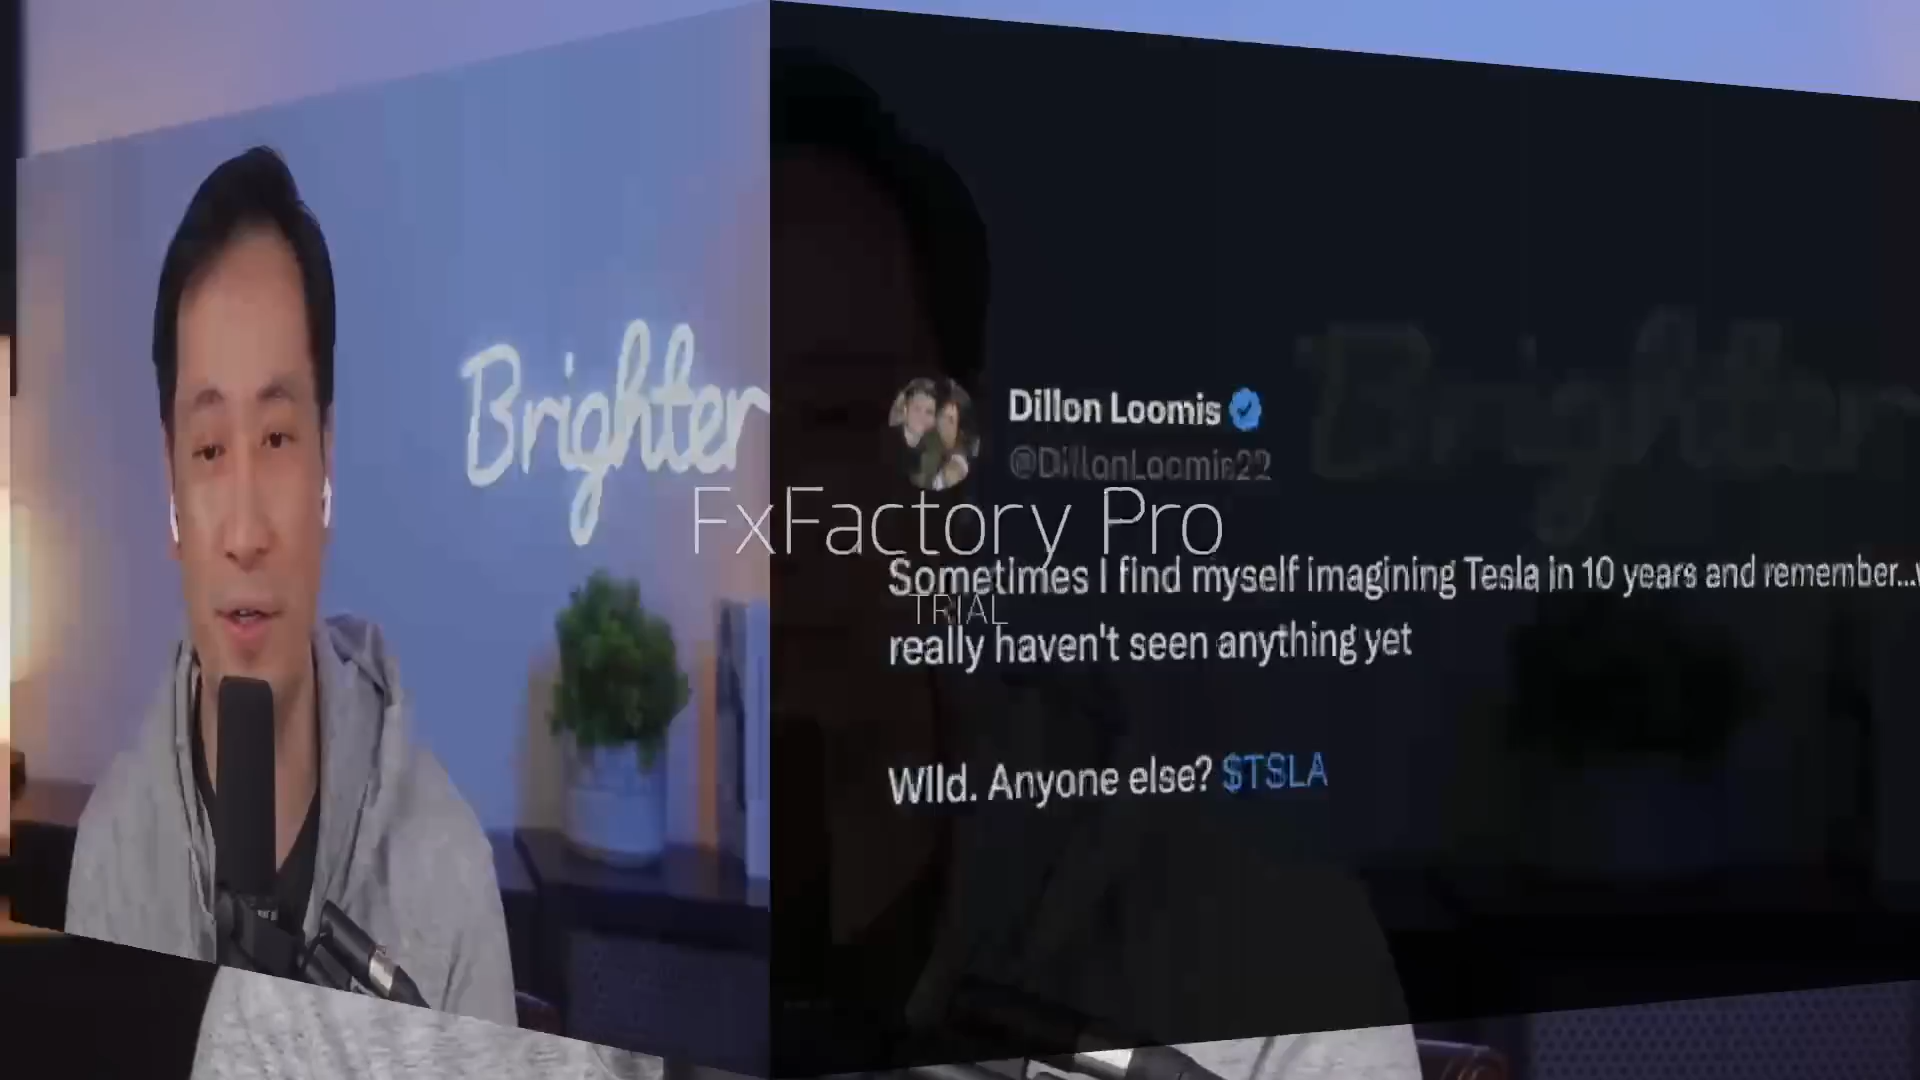 Brighter
Dillon Loomis
@DillonLoomis22
FxFactory Pro
Sometimes I find myself imagining Tesla in 10 years and remember...
TRIAL
really haven't seen anything yet
WIld. Anyone else? $TSLA
Brighter